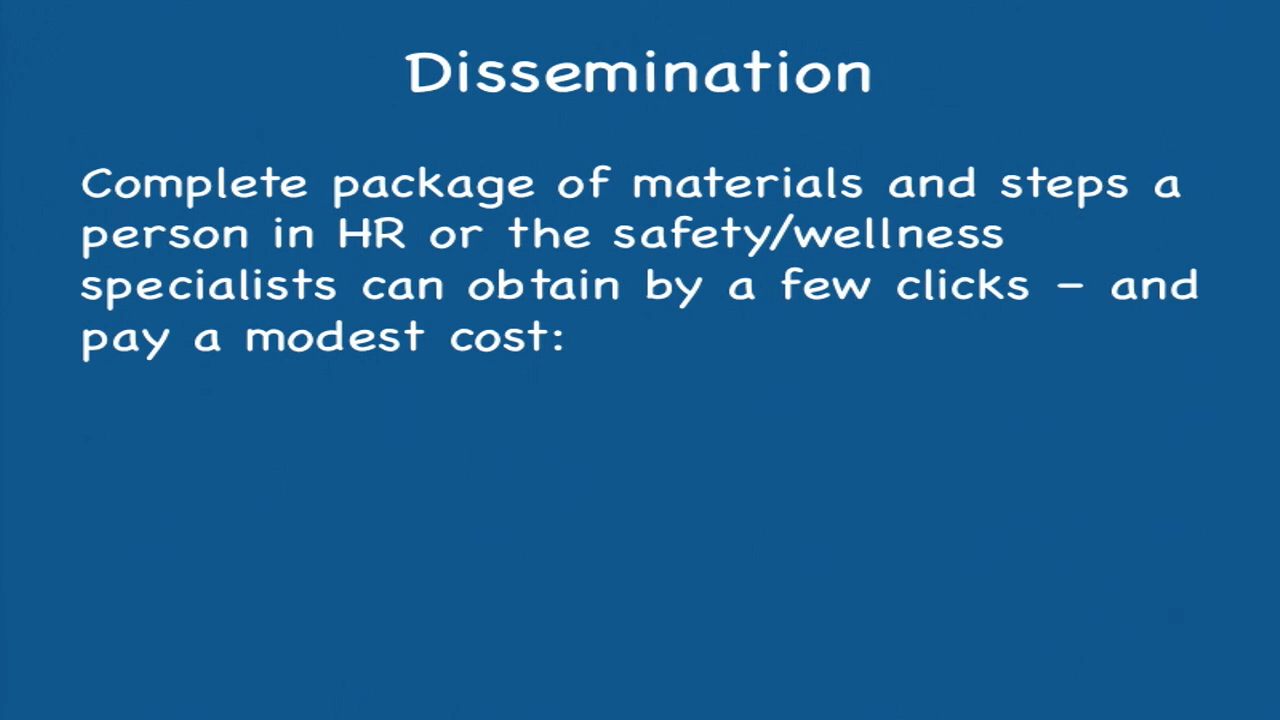 Dissemination
Complete package of materials and steps a
person in HR or the safety/wellness
specialists can obtain by a few clicks – and
pay a modest cost: